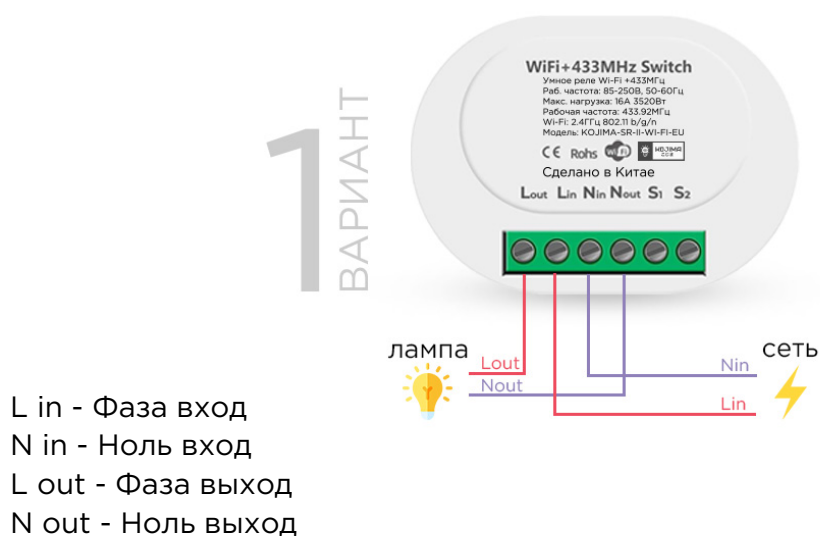 1 ВАРИАНТ
WiFi+433MHz Switch
Умное реле Wi-Fi +433МГц
Раб. частота: 85-250В, 50-60Гц
Макс. нагрузка: 16А 3520Вт
Рабочая частота: 433.92МГц
Wi-Fi: 2.4ГГц 802.11 b/g/n
Модель: KOJIMA-SR-II-WI-FI-EU
CE Rohs WiFi KOJIMA
Сделано в Китае
Lout Lin Nin Nout S1 S2
лампа
сеть
Lout
Nin
Nout
Lin
L in - Фаза вход
N in - Ноль вход
L out - Фаза выход
N out - Ноль выход